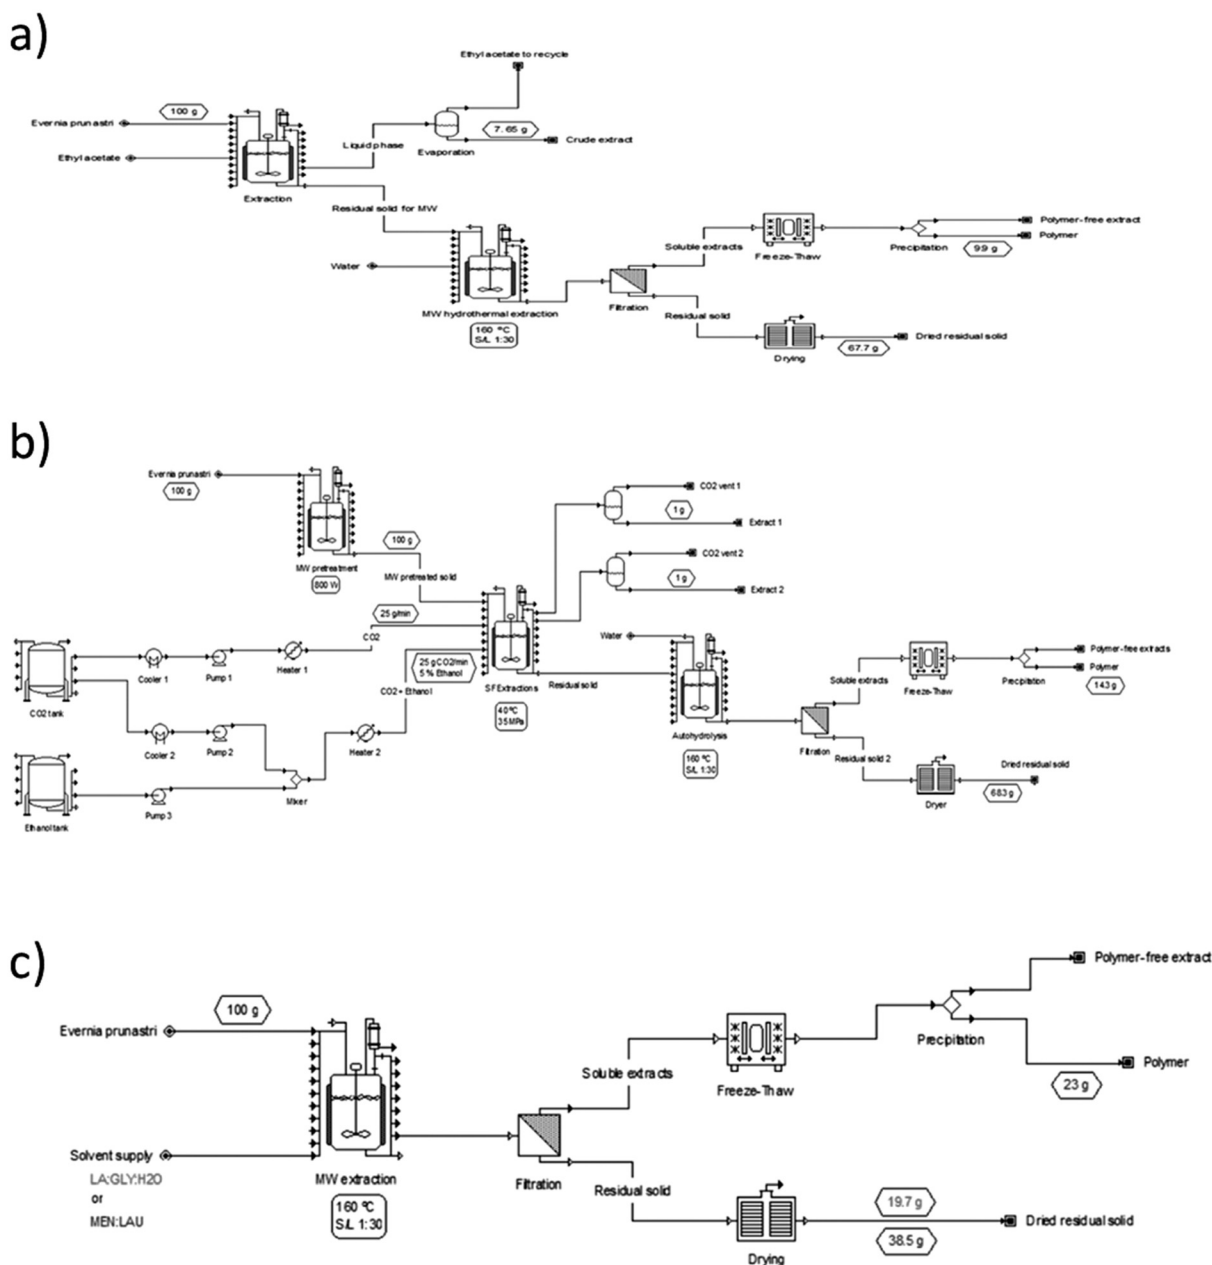 a)
Ethyl acetate to recycle
100 g
Evernia prunastri
7.65 g
Liquid phase
Crude extract
Evaporation
Ethyl acetate
Extraction
Residual solid for MW
Polymer-free extract
Soluble extracts
Polymer
Precipitation
9.9 g
Freeze-Thaw
Water
Filtration
MW hydrothermal extraction
Residual solid
160 ºC
S/L 1:30
Dried residual solid
67.7 g
Drying
b)
Evernia prunastri
100 g
CO2 vent 1
1 g
Extract 1
100 g
CO2 vent 2
MW pretreatment
MW pretreated solid
800 W
1 g
Extract 2
25 g/min
CO2
Water
Heater 1
25 gCO2/min
5 % Ethanol
Polymer-free extracts
Cooler 1
Pump 1
Soluble extracts
Polymer
SF Extractions
Residual solid
Freeze-Thaw
Precipitation
143 g
CO2 + Ethanol
CO2 tank
40 ºC
35 MPa
Autohydrolysis
Filtration
Cooler 2
Pump 2
Heater 2
160 ºC
S/L 1:30
Residual solid 2
Dried residual solid
683 g
Mixer
Dryer
Pump 3
Ethanol tank
c)
Polymer-free extract
100 g
Evernia prunastri
Precipitation
Soluble extracts
Freeze-Thaw
Polymer
23 g
Solvent supply
MW extraction
Filtration
Residual solid
LA:GLY:H2O
or
MEN:LAU
160 ºC
S/L 1:30
19.7 g
Dried residual solid
38.5 g
Drying